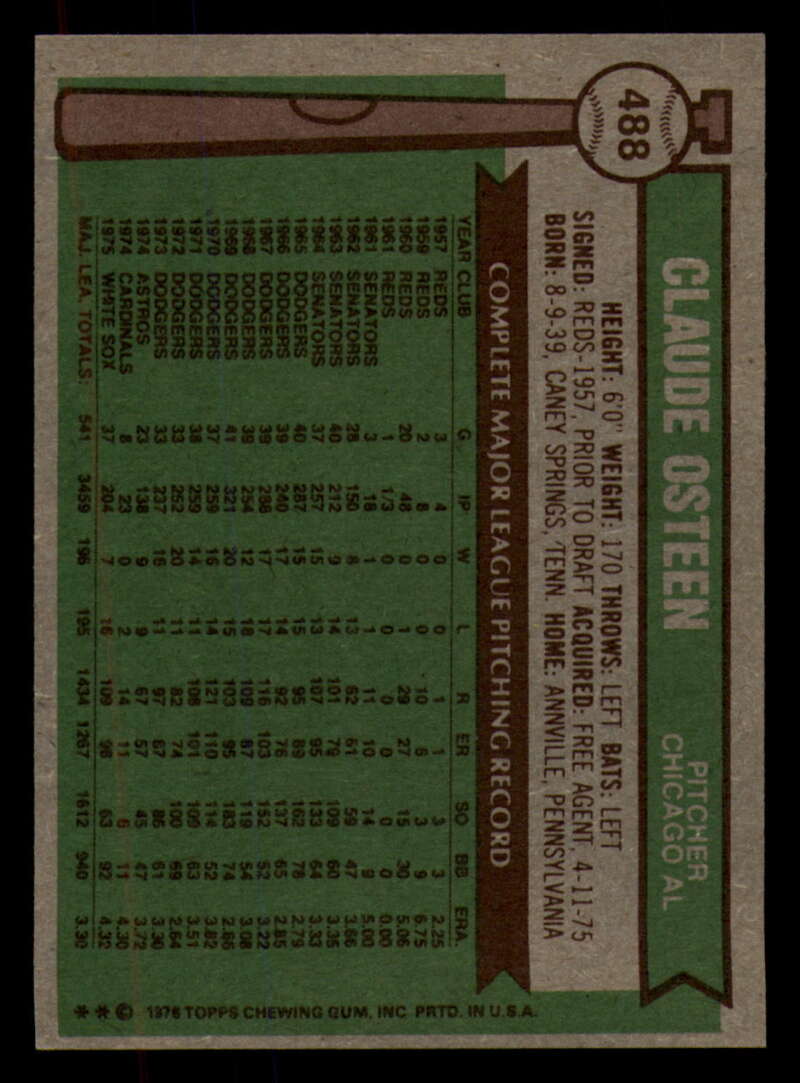 488
CLAUDE OSTEEN
PITCHER
CHICAGO AL
HEIGHT: 6'0" WEIGHT: 170 THROWS: LEFT BATS: LEFT
SIGNED: REDS-1957, PRIOR TO DRAFT ACQUIRED: FREE AGENT, 4-11-75
BORN: 8-9-39, CANEY SPRINGS, TENN. HOME: ANNVILLE, PENNSYLVANIA
COMPLETE MAJOR LEAGUE PITCHING RECORD
YEAR CLUB G IP W L R ER SO BB ERA.
1957 REDS 3 4 0 0 1 1 3 3 2.25
1959 REDS 2 8 0 0 10 6 3 9 6.75
1960 REDS 20 48 0 1 29 27 15 30 5.06
1961 REDS 1 1/3 0 0 0 0 0 0 0.00
1961 SENATORS 3 18 1 1 11 10 14 9 5.00
1962 SENATORS 28 150 8 13 62 61 59 47 3.66
1963 SENATORS 40 212 9 14 101 79 109 60 3.35
1964 SENATORS 37 257 15 13 107 95 133 64 3.33
1965 DODGERS 40 287 15 15 95 89 162 78 2.79
1966 DODGERS 39 240 17 14 92 76 137 65 2.85
1967 DODGERS 39 288 17 17 116 103 152 52 3.22
1968 DODGERS 39 254 12 18 109 87 119 54 3.08
1969 DODGERS 41 321 20 15 103 95 183 74 2.66
1970 DODGERS 37 259 16 14 121 110 114 52 3.82
1971 DODGERS 38 259 14 11 108 101 109 63 3.51
1972 DODGERS 33 252 20 11 82 74 100 69 2.64
1973 DODGERS 33 237 16 11 97 87 86 61 3.30
1974 ASTROS 23 138 9 9 67 57 45 47 3.72
1974 CARDINALS 8 23 0 2 14 11 6 11 4.30
1975 WHITE SOX 37 204 7 16 109 98 63 92 4.32
MAJ. LEA. TOTALS: 541 3459 196 195 1434 1267 1612 940 3.30
* * © 1976 TOPPS CHEWING GUM, INC. PRTD. IN U.S.A.